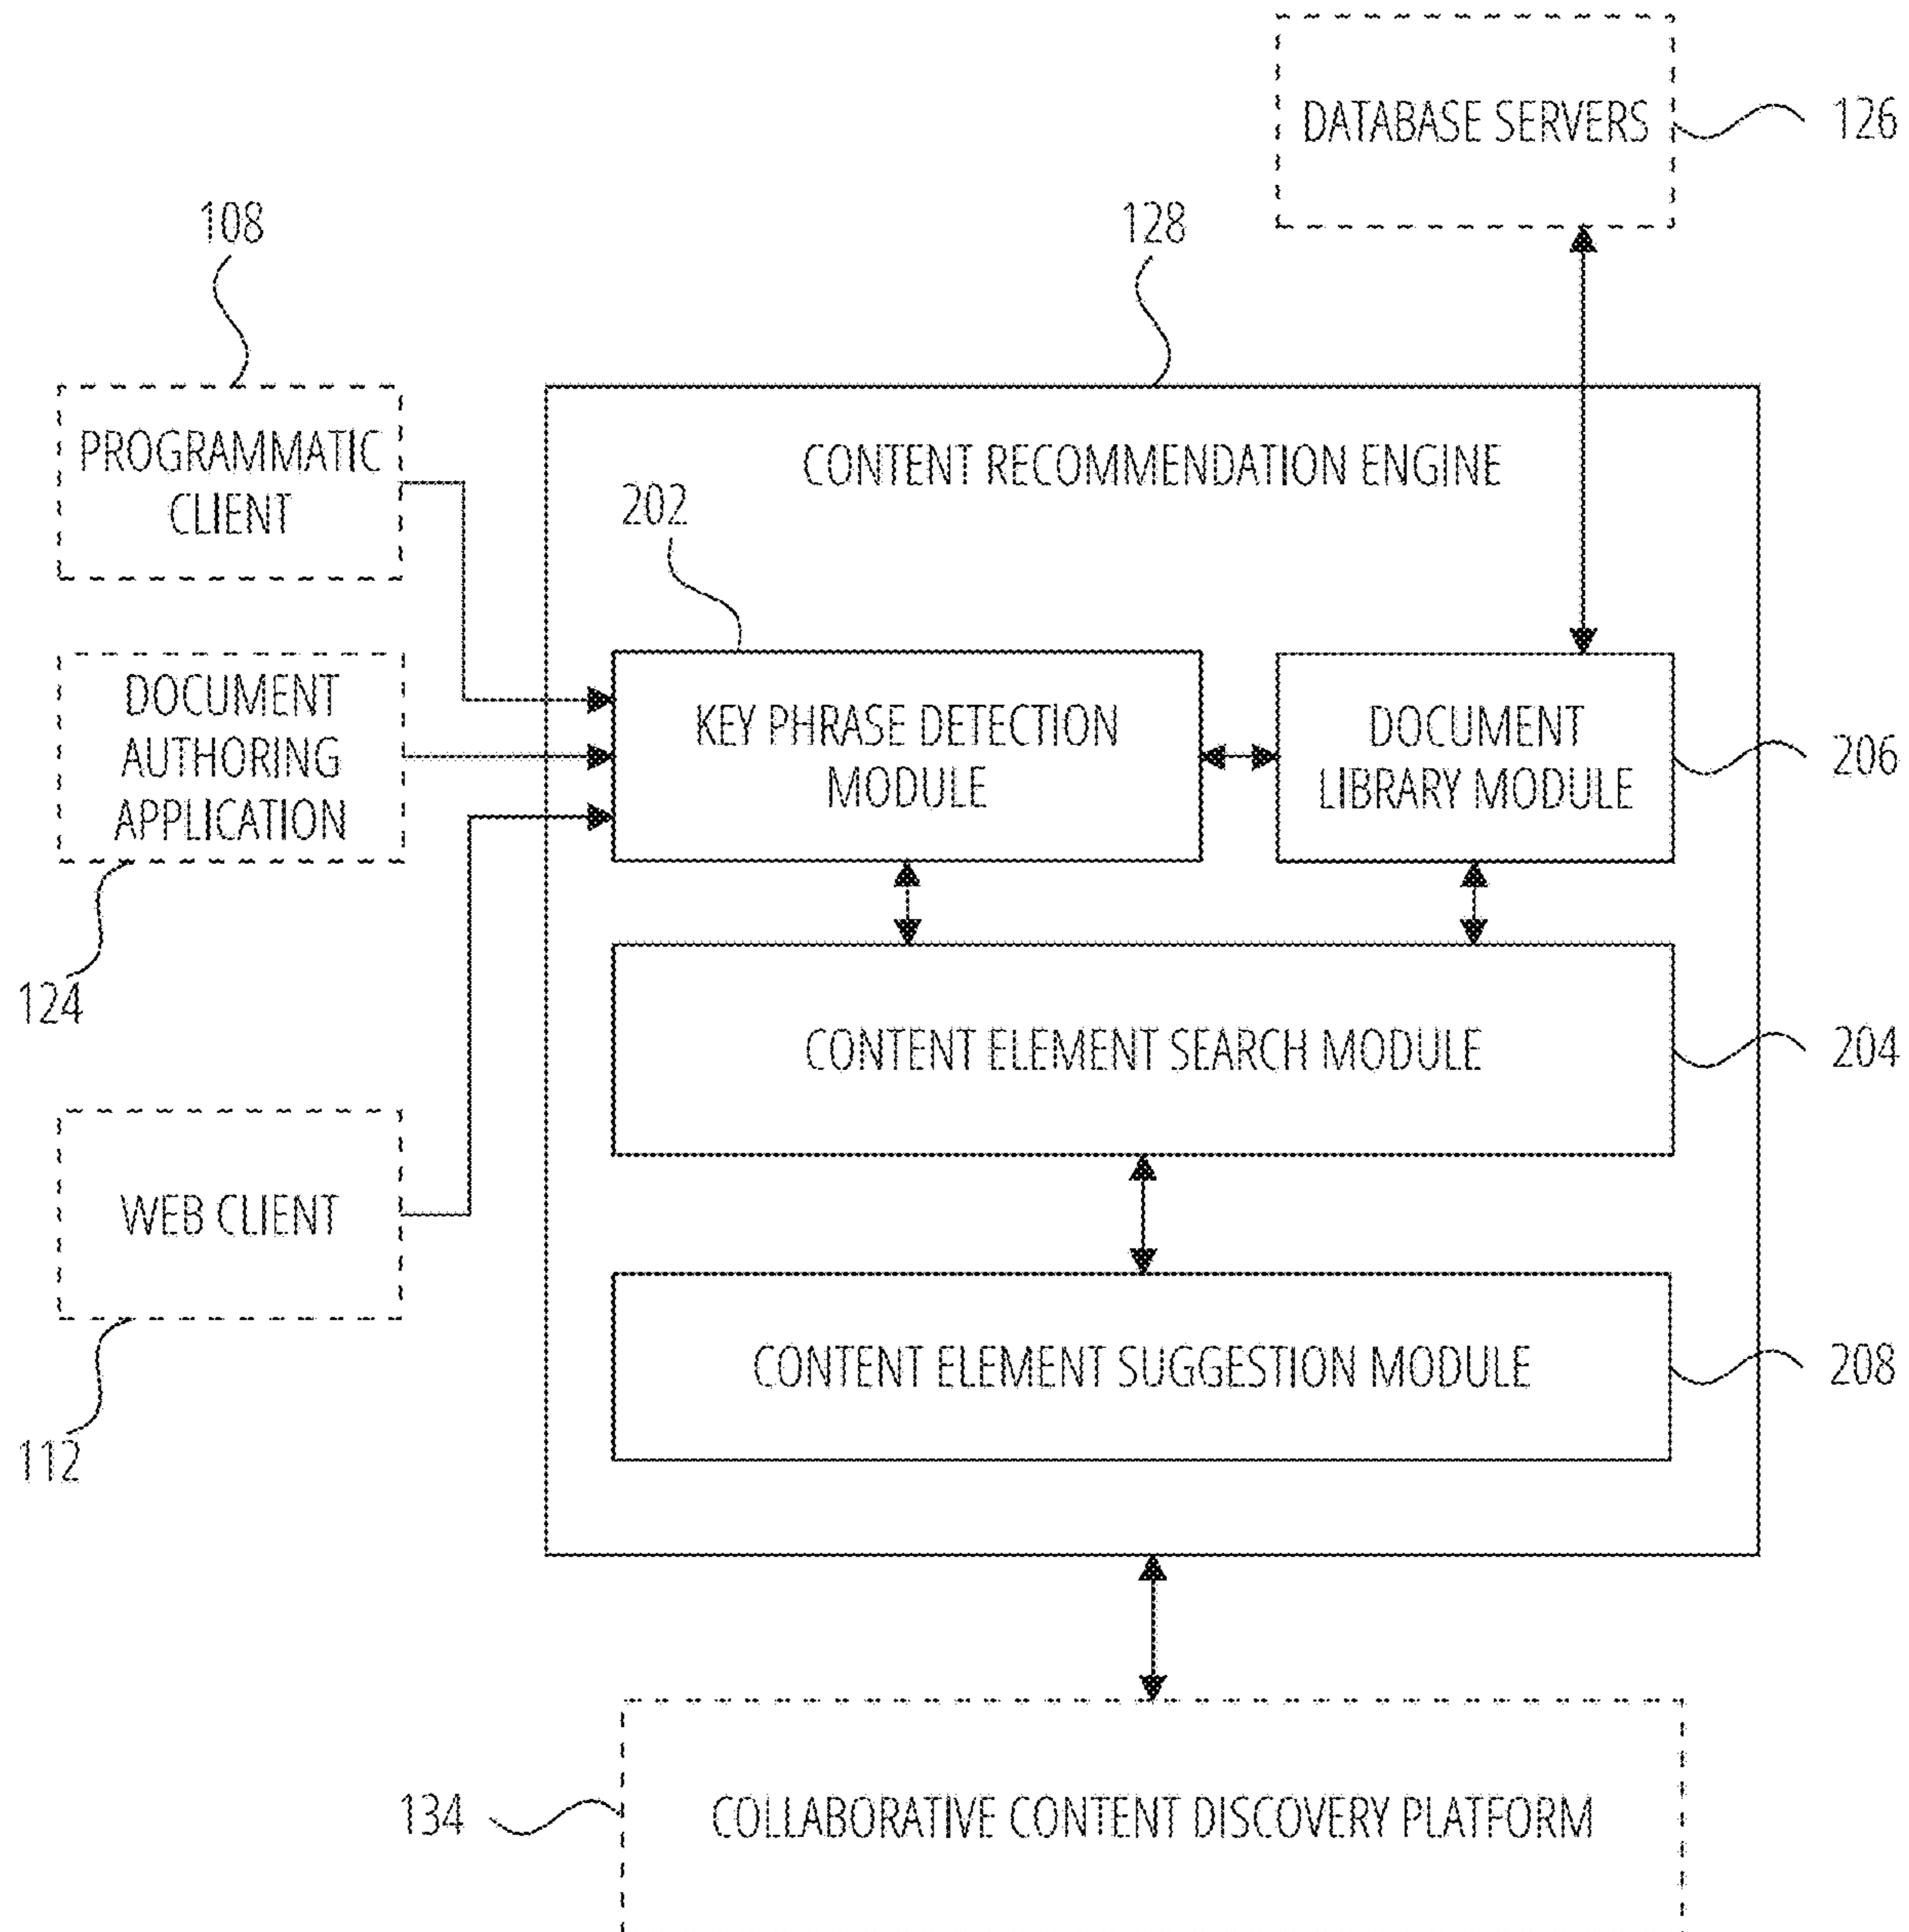 DATABASE SERVERS
126
108
128
PROGRAMMATIC
CLIENT
CONTENT RECOMMENDATION ENGINE
202
DOCUMENT
AUTHORING
APPLICATION
124
KEY PHRASE DETECTION
MODULE
DOCUMENT
LIBRARY MODULE
206
CONTENT ELEMENT SEARCH MODULE
204
WEB CLIENT
112
CONTENT ELEMENT SUGGESTION MODULE
208
134
COLLABORATIVE CONTENT DISCOVERY PLATFORM